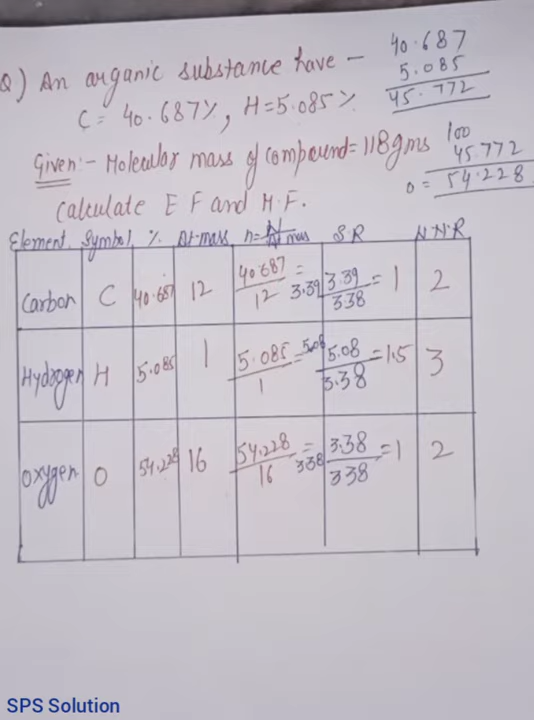 Q) An organic substance have -
C = 40.687%, H = 5.085%
40.687
5.085
45.772
Given:- Molecular mass of compound = 118gms
100
45.772
O = 54.228
Calculate E F and M.F.
Element Symbol % At-mass n= mass S.R N.N.R
Carbon C 40.687 12 40.687/12 = 3.39 3.39/3.38 = 1 2
Hydrogen H 5.085 1 5.085/1 = 5.08 5.08/3.38 = 1.5 3
Oxygen O 54.228 16 54.228/16 = 3.38 3.38/3.38 = 1 2
SPS Solution